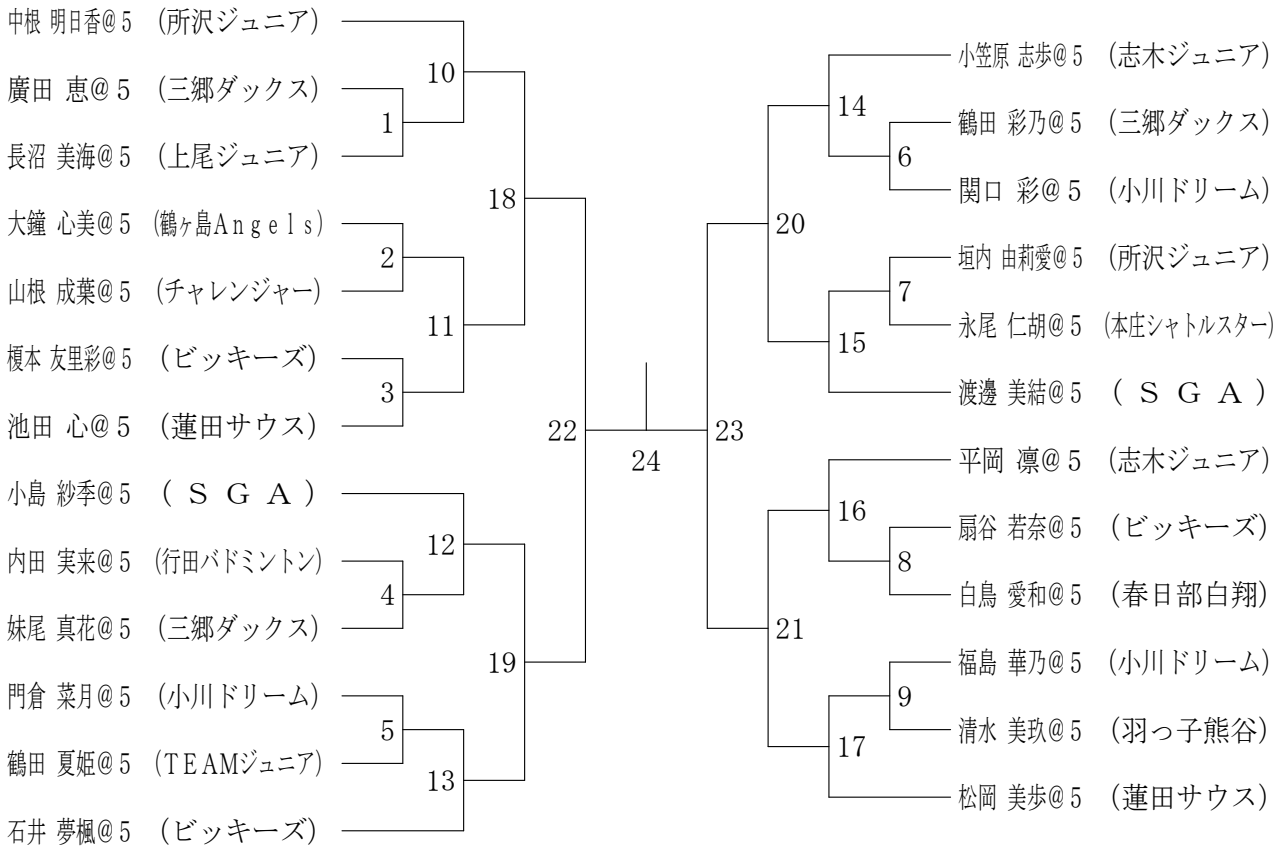 中根 明日香@5 (所沢ジュニア)
廣田 恵@5 (三郷ダックス)
長沼 美海@5 (上尾ジュニア)
大鐘 心美@5 (鶴ヶ島Angels)
山根 成葉@5 (チャレンジャー)
榎本 友里彩@5 (ビッキーズ)
池田 心@5 (蓮田サウス)
小島 紗季@5 (SGA)
内田 実来@5 (行田バドミントン)
妹尾 真花@5 (三郷ダックス)
門倉 菜月@5 (小川ドリーム)
鶴田 夏姫@5 (TEAMジュニア)
石井 夢楓@5 (ビッキーズ)
1
2
3
4
5
10
11
12
13
18
19
22
24
23
20
21
14
15
16
17
6
7
8
9
小笠原 志歩@5 (志木ジュニア)
鶴田 彩乃@5 (三郷ダックス)
関口 彩@5 (小川ドリーム)
垣内 由莉愛@5 (所沢ジュニア)
永尾 仁胡@5 (本庄シャトルスター)
渡邊 美結@5 (SGA)
平岡 凛@5 (志木ジュニア)
扇谷 若奈@5 (ビッキーズ)
白鳥 愛和@5 (春日部白翔)
福島 華乃@5 (小川ドリーム)
清水 美玖@5 (羽っ子熊谷)
松岡 美歩@5 (蓮田サウス)